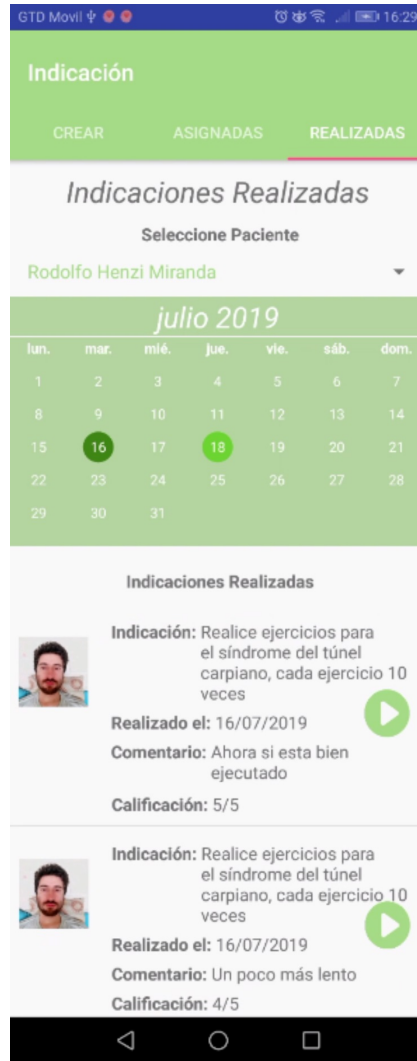 GTD Movil 16:29
Indicación
CREAR ASIGNADAS REALIZADAS
Indicaciones Realizadas
Seleccione Paciente
Rodolfo Henzi Miranda
julio 2019
lun. mar. mié. jue. vie. sáb. dom.
1 2 3 4 5 6 7
8 9 10 11 12 13 14
15 16 17 18 19 20 21
22 23 24 25 26 27 28
29 30 31
Indicaciones Realizadas
Indicación: Realice ejercicios para
el síndrome del túnel
carpiano, cada ejercicio 10
veces
Realizado el: 16/07/2019
Comentario: Ahora si esta bien
ejecutado
Calificación: 5/5
Indicación: Realice ejercicios para
el síndrome del túnel
carpiano, cada ejercicio 10
veces
Realizado el: 16/07/2019
Comentario: Un poco más lento
Calificación: 4/5